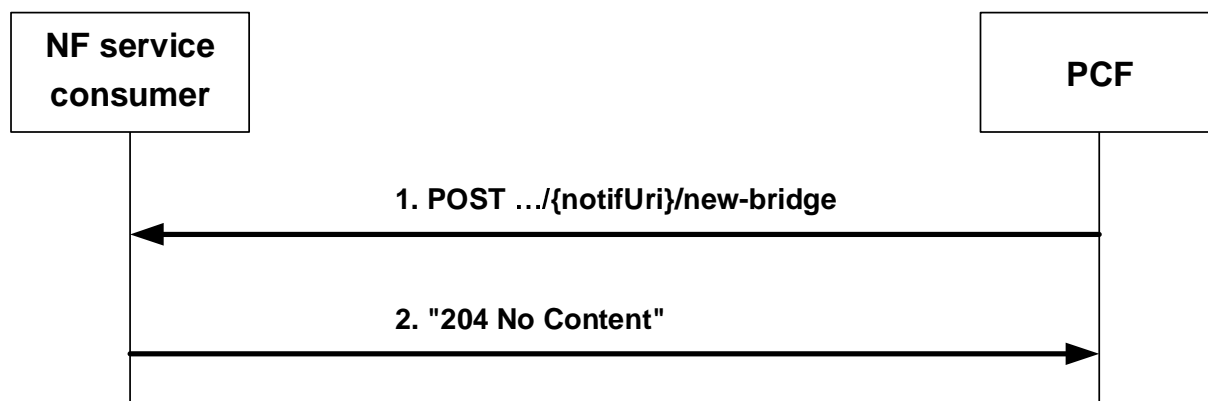 NF service
consumer
PCF
1. POST …/{notifUri}/new-bridge
2. "204 No Content"